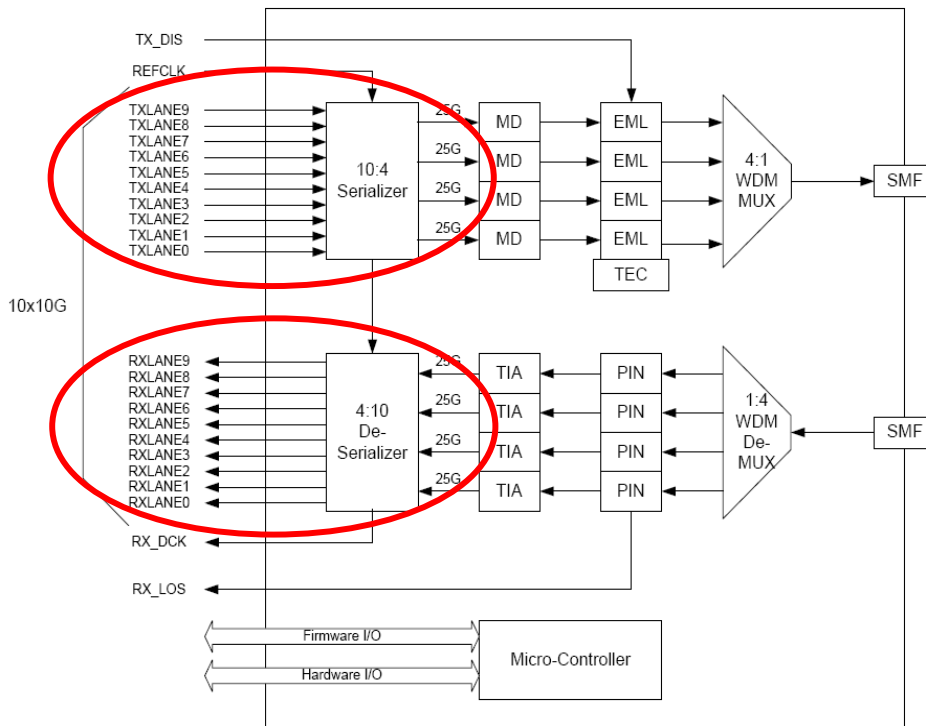 TX_DIS
REFCLK
TXLANE9
TXLANE8
TXLANE7
TXLANE6
TXLANE5
TXLANE4
TXLANE3
TXLANE2
TXLANE1
TXLANE0
10:4
Serializer
25G
25G
25G
25G
MD
MD
MD
MD
EML
EML
EML
EML
TEC
4:1
WDM
MUX
SMF
10x10G
RXLANE9
RXLANE8
RXLANE7
RXLANE6
RXLANE5
RXLANE4
RXLANE3
RXLANE2
RXLANE1
RXLANE0
4:10
De-
Serializer
25G
25G
25G
25G
TIA
TIA
TIA
TIA
PIN
PIN
PIN
PIN
1:4
WDM
De-
MUX
SMF
RX_DCK
RX_LOS
Firmware I/O
Hardware I/O
Micro-Controller